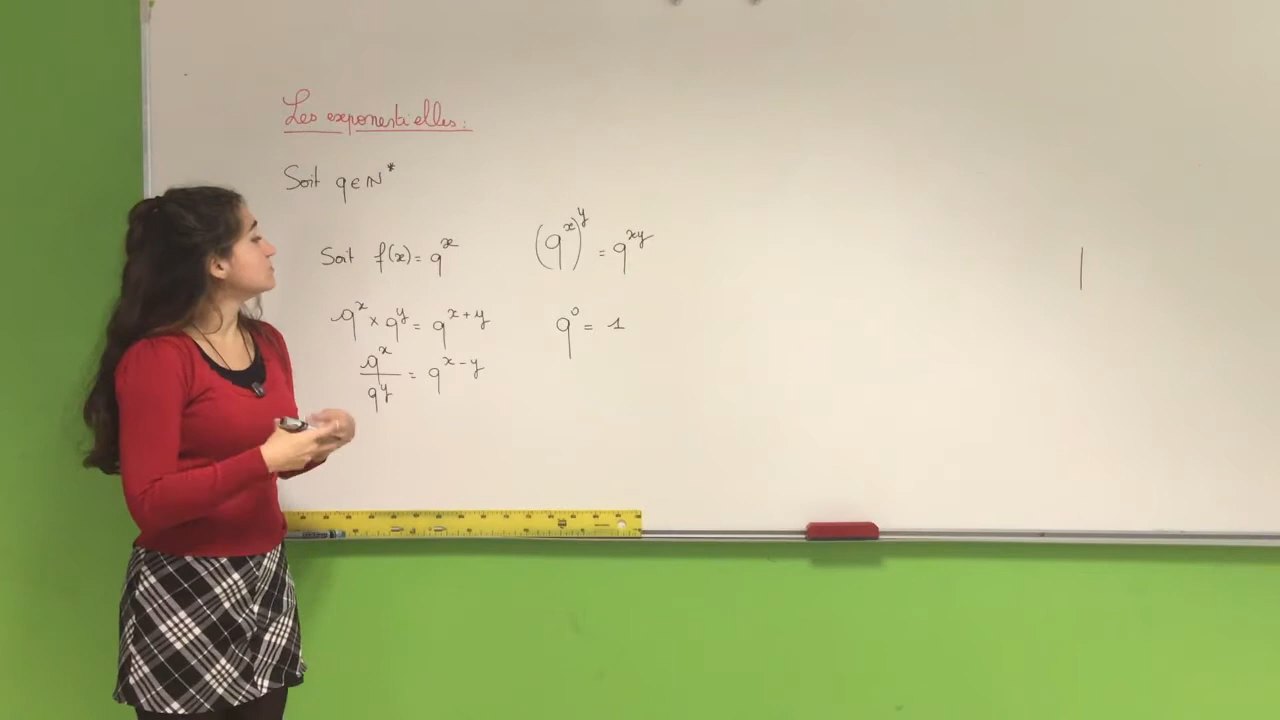 Les exponentielles :
Soit q ∈ ℕ*
Soit f(x) = q^x
q^x × q^y = q^(x+y)
q^x / q^y = q^(x-y)
(q^x)^y = q^(xy)
q^0 = 1